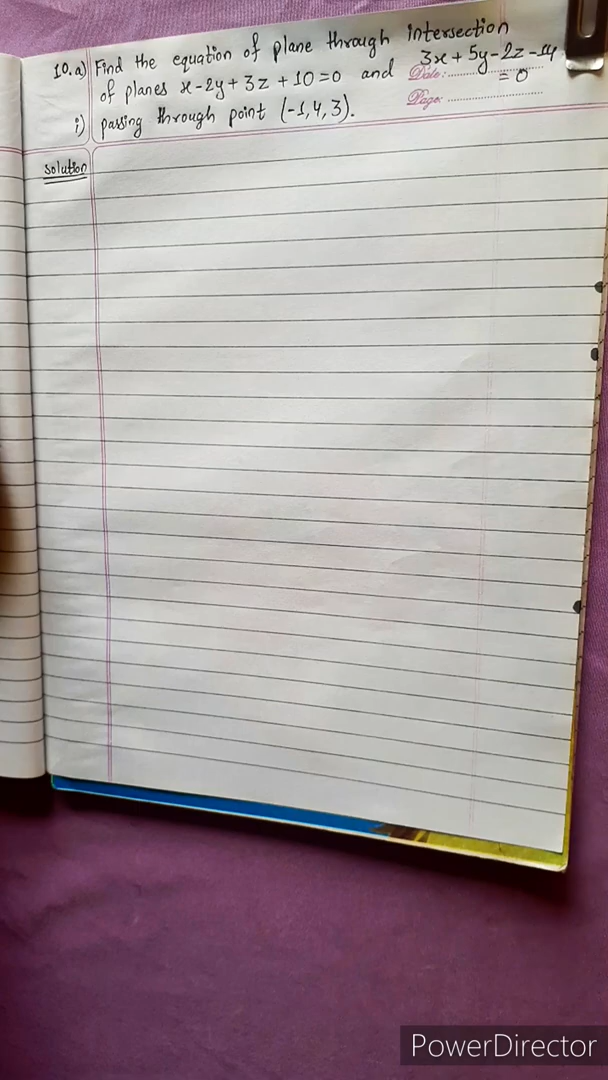 10. a) Find the equation of plane through intersection
of planes x-2y+3z+10=0 and 3x+5y-2z-14
=0
i) passing through point (-1,4,3).
Date:
Page:
solution
PowerDirector